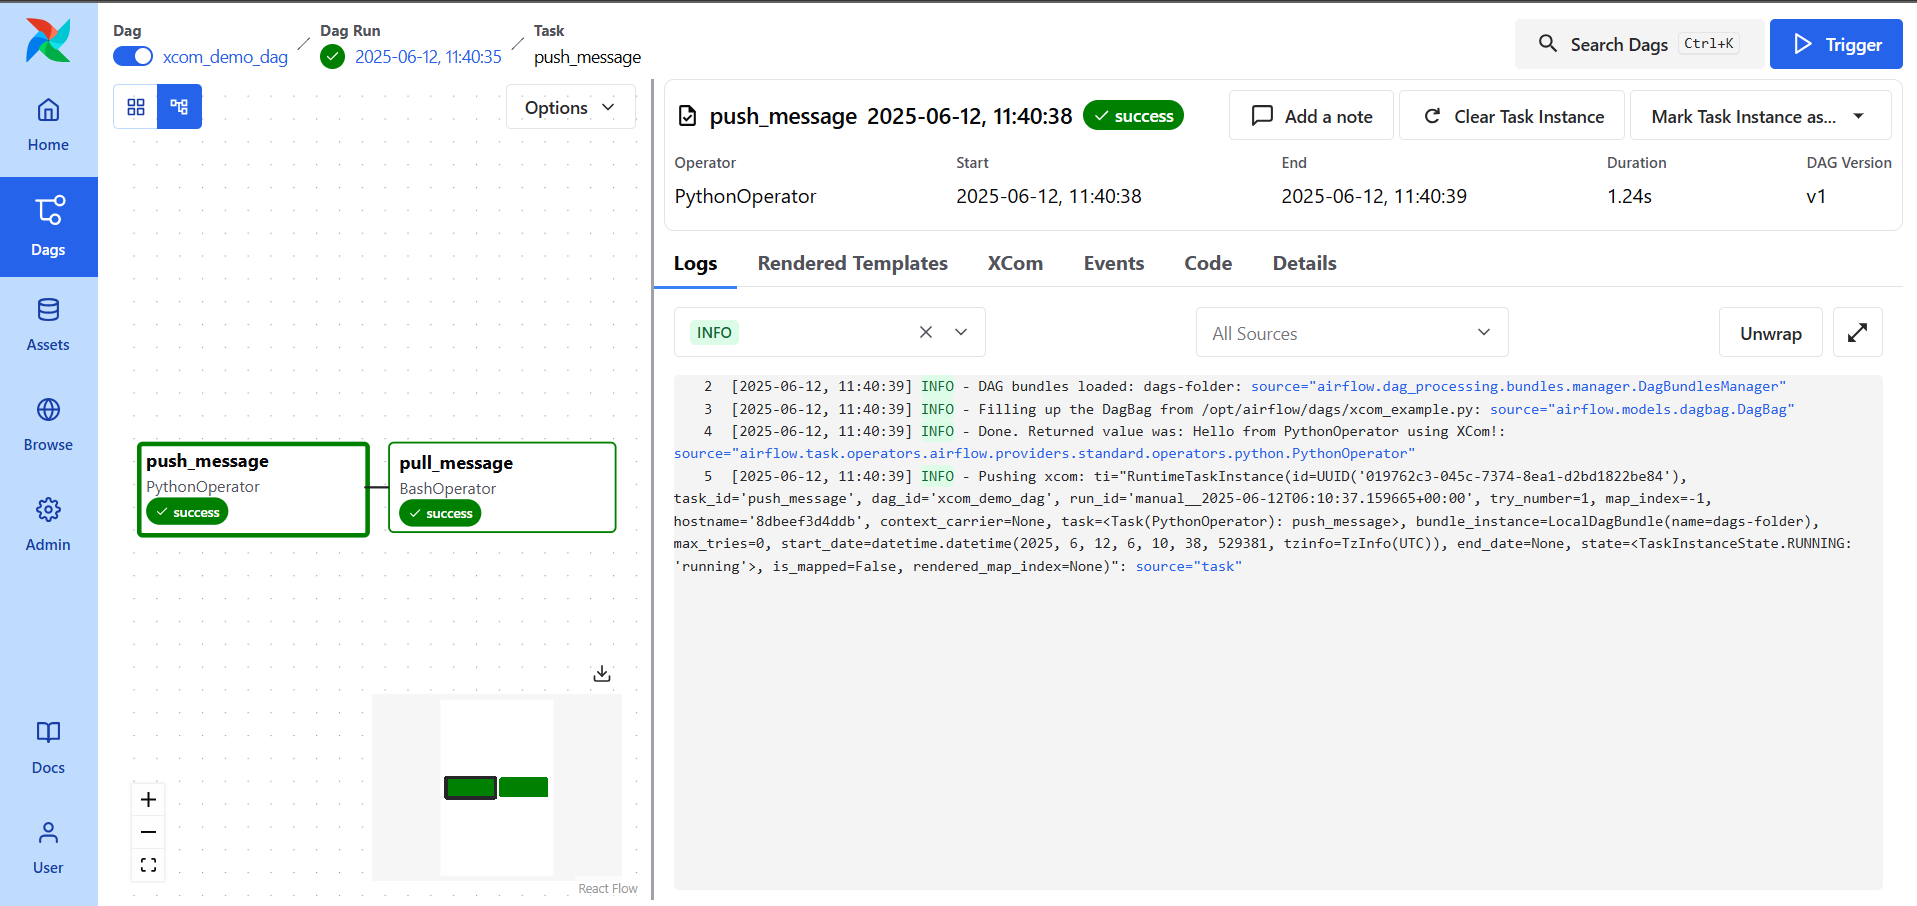 Dag
xcom_demo_dag
Dag Run
2025-06-12, 11:40:35
Task
push_message
Search Dags Ctrl+K
Trigger
Home
Dags
Assets
Browse
Admin
Docs
User
Options
push_message
PythonOperator
success
pull_message
BashOperator
success
React Flow
push_message 2025-06-12, 11:40:38 success
Add a note
Clear Task Instance
Mark Task Instance as...
Operator Start End Duration DAG Version
PythonOperator 2025-06-12, 11:40:38 2025-06-12, 11:40:39 1.24s v1
Logs Rendered Templates XCom Events Code Details
INFO
All Sources
Unwrap
2 [2025-06-12, 11:40:39] INFO - DAG bundles loaded: dags-folder: source="airflow.dag_processing.bundles.manager.DagBundlesManager"
3 [2025-06-12, 11:40:39] INFO - Filling up the DagBag from /opt/airflow/dags/xcom_example.py: source="airflow.models.dagbag.DagBag"
4 [2025-06-12, 11:40:39] INFO - Done. Returned value was: Hello from PythonOperator using XCom!:
source="airflow.task.operators.airflow.providers.standard.operators.python.PythonOperator"
5 [2025-06-12, 11:40:39] INFO - Pushing xcom: ti="RuntimeTaskInstance(id=UUID('019762c3-045c-7374-8ea1-d2bd1822be84'),
task_id='push_message', dag_id='xcom_demo_dag', run_id='manual__2025-06-12T06:10:37.159665+00:00', try_number=1, map_index=-1,
hostname='8dbeef3d4ddb', context_carrier=None, task=<Task(PythonOperator): push_message>, bundle_instance=LocalDagBundle(name=dags-folder),
max_tries=0, start_date=datetime.datetime(2025, 6, 12, 6, 10, 38, 529381, tzinfo=TzInfo(UTC)), end_date=None, state=<TaskInstanceState.RUNNING:
'running'>, is_mapped=False, rendered_map_index=None)": source="task"